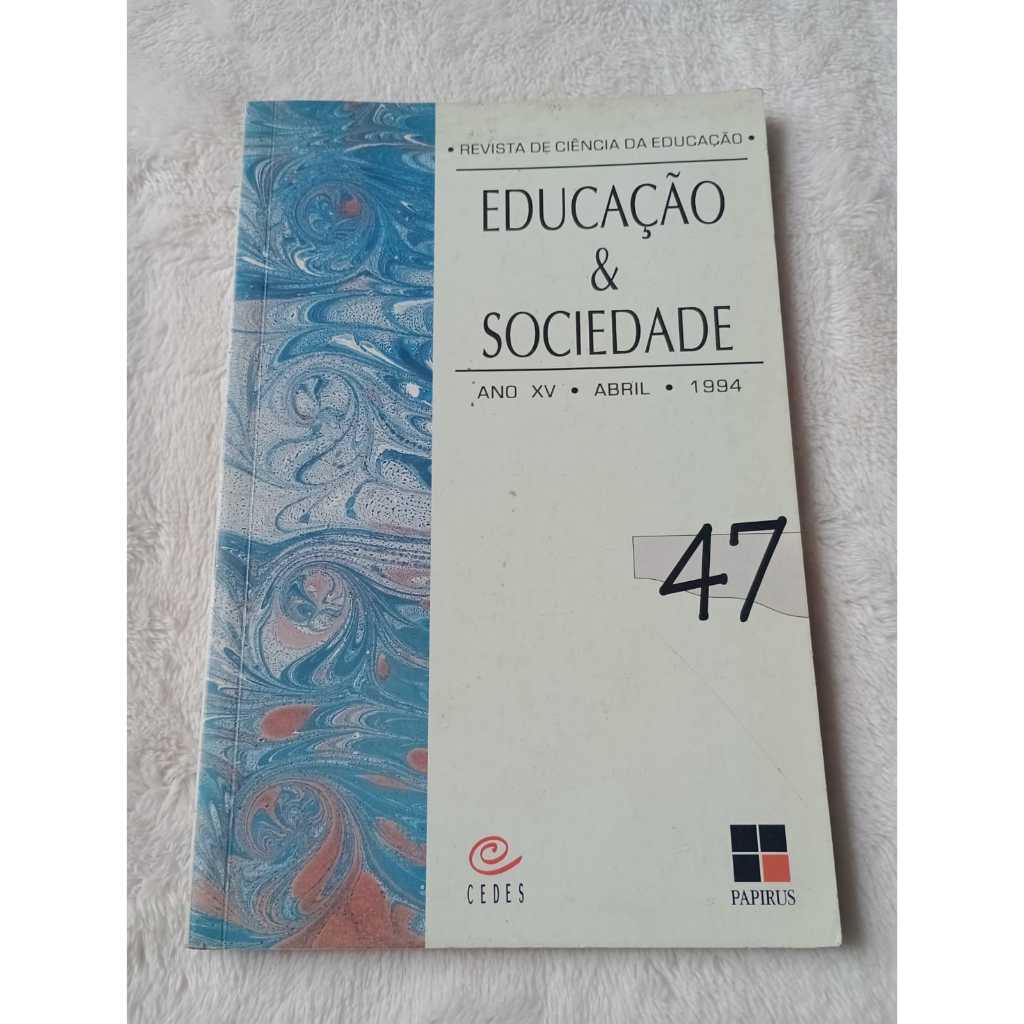 • REVISTA DE CIÊNCIA DA EDUCAÇÃO •
EDUCAÇÃO
&
SOCIEDADE
ANO XV • ABRIL • 1994
47
CEDES
PAPIRUS